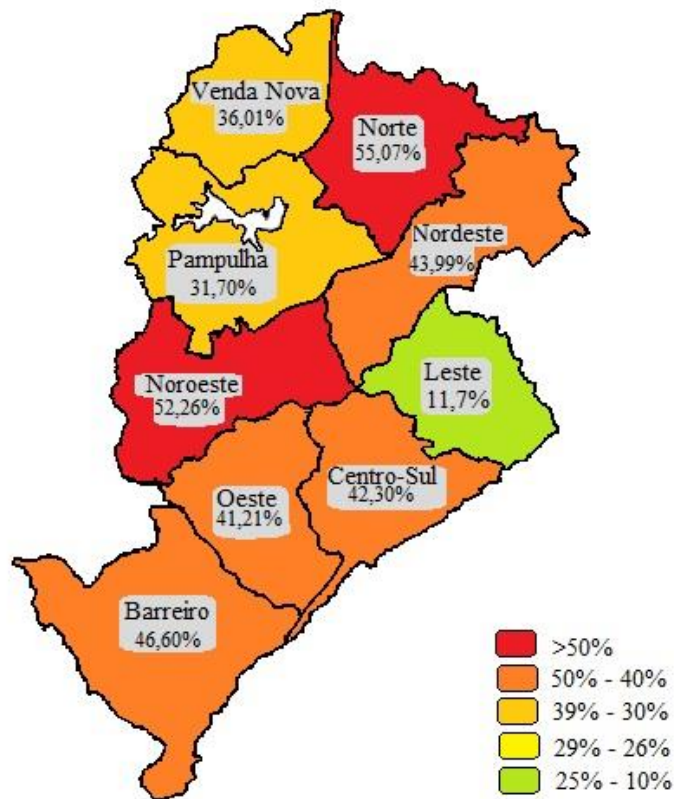 Venda Nova
36,01%
Norte
55,07%
Nordeste
43,99%
Pampulha
31,70%
Noroeste
52,26%
Leste
11,7%
Centro-Sul
42,30%
Oeste
41,21%
Barreiro
46,60%
>50%
50% - 40%
39% - 30%
29% - 26%
25% - 10%